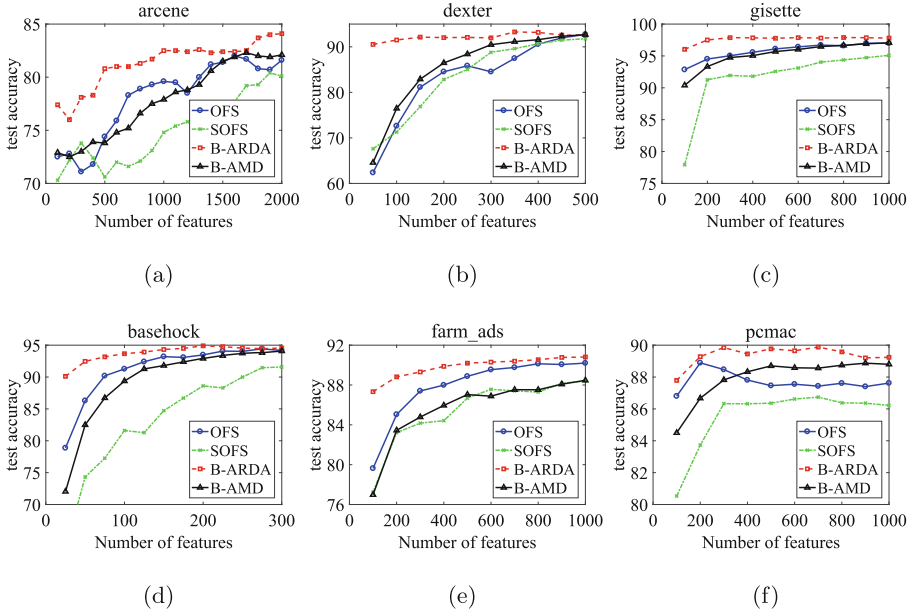 arcene
85
80
75
70
test accuracy
0 500 1000 1500 2000
Number of features
OFS
SOFS
B-ARDA
B-AMD
(a)
dexter
90
80
70
60
test accuracy
0 100 200 300 400 500
Number of features
OFS
SOFS
B-ARDA
B-AMD
(b)
gisette
100
95
90
85
80
75
test accuracy
0 200 400 600 800 1000
Number of features
OFS
SOFS
B-ARDA
B-AMD
(c)
basehock
95
90
85
80
75
70
test accuracy
0 100 200 300
Number of features
OFS
SOFS
B-ARDA
B-AMD
(d)
farm_ads
92
88
84
80
76
test accuracy
0 200 400 600 800 1000
Number of features
OFS
SOFS
B-ARDA
B-AMD
(e)
pcmac
90
88
86
84
82
80
test accuracy
0 200 400 600 800 1000
Number of features
OFS
SOFS
B-ARDA
B-AMD
(f)